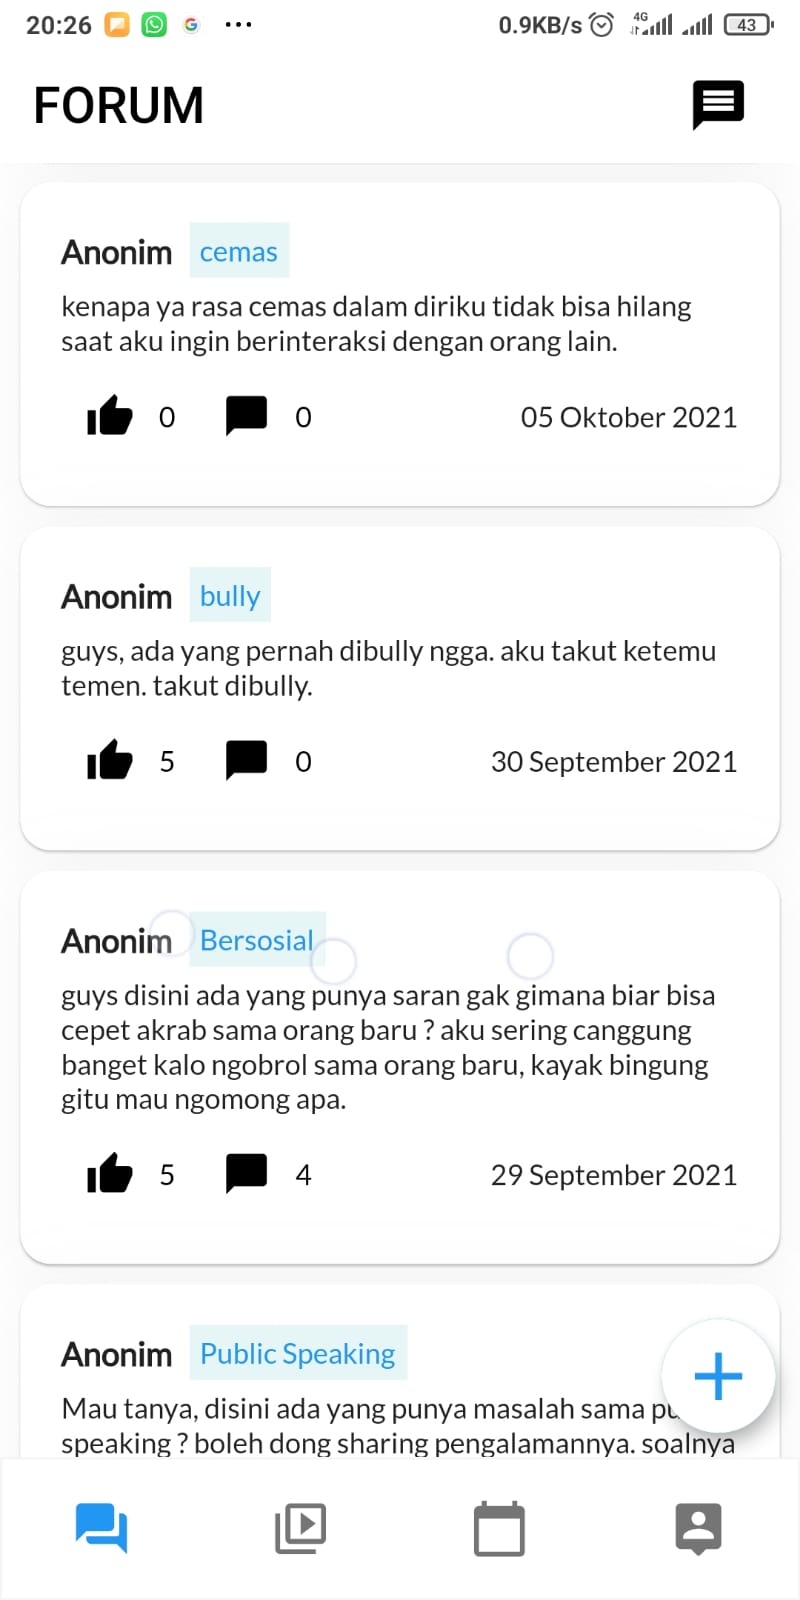 20:26 ... 0.9KB/s 4G 43
FORUM
Anonim cemas
kenapa ya rasa cemas dalam diriku tidak bisa hilang
saat aku ingin berinteraksi dengan orang lain.
0 0 05 Oktober 2021
Anonim bully
guys, ada yang pernah dibully ngga. aku takut ketemu
temen. takut dibully.
5 0 30 September 2021
Anonim Bersosial
guys disini ada yang punya saran gak gimana biar bisa
cepet akrab sama orang baru ? aku sering canggung
banget kalo ngobrol sama orang baru, kayak bingung
gitu mau ngomong apa.
5 4 29 September 2021
Anonim Public Speaking
Mau tanya, disini ada yang punya masalah sama
speaking ? boleh dong sharing pengalamannya. soalnya